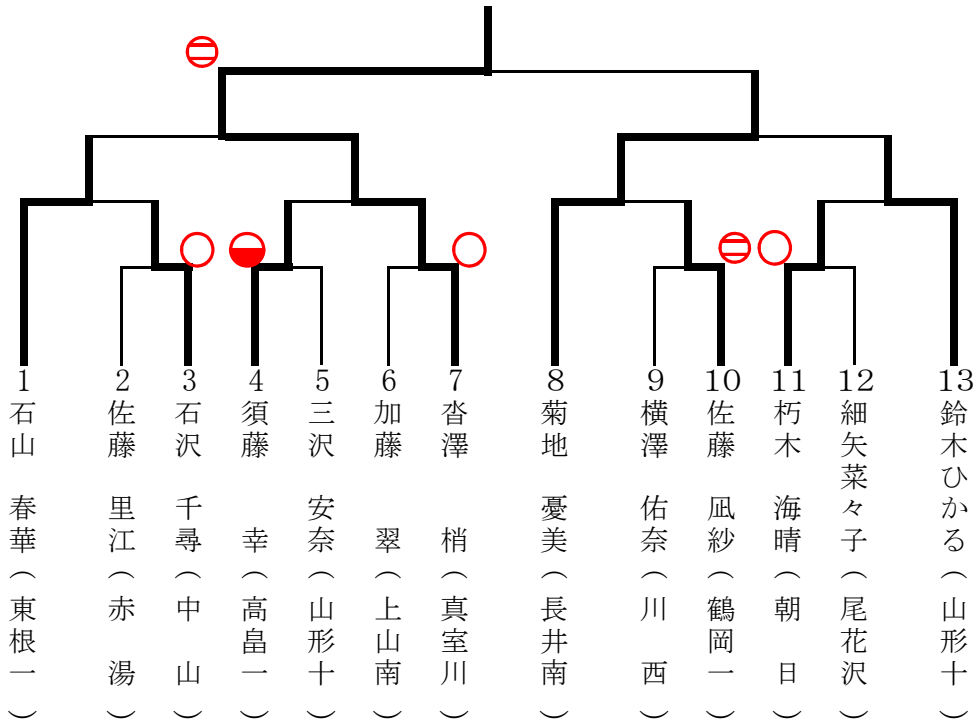 1 石山 春華(東根一)
2 佐藤 里江(赤 湯)
3 石沢 千尋(中 山)
4 須藤 幸(高畠一)
5 三沢 安奈(山形十)
6 加藤 翠(上山南)
7 沓澤 梢(真室川)
8 菊地 憂美(長井南)
9 横澤 佑奈(川 西)
10 佐藤 凪紗(鶴岡一)
11 朽木 海晴(朝 日)
12 細矢菜々子(尾花沢)
13 鈴木ひかる(山形十)